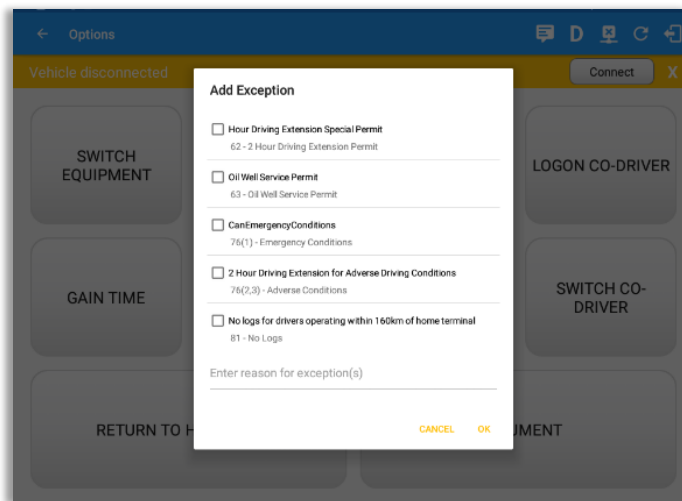 Options
D
Vehicle disconnected
Connect
X
Add Exception
Hour Driving Extension Special Permit
62 - 2 Hour Driving Extension Permit
Oil Well Service Permit
63 - Oil Well Service Permit
CanEmergencyConditions
76(1) - Emergency Conditions
2 Hour Driving Extension for Adverse Driving Conditions
76(2,3) - Adverse Conditions
No logs for drivers operating within 160km of home terminal
81 - No Logs
Enter reason for exception(s)
CANCEL
OK
SWITCH
EQUIPMENT
LOGON CO-DRIVER
GAIN TIME
SWITCH CO-
DRIVER
RETURN TO